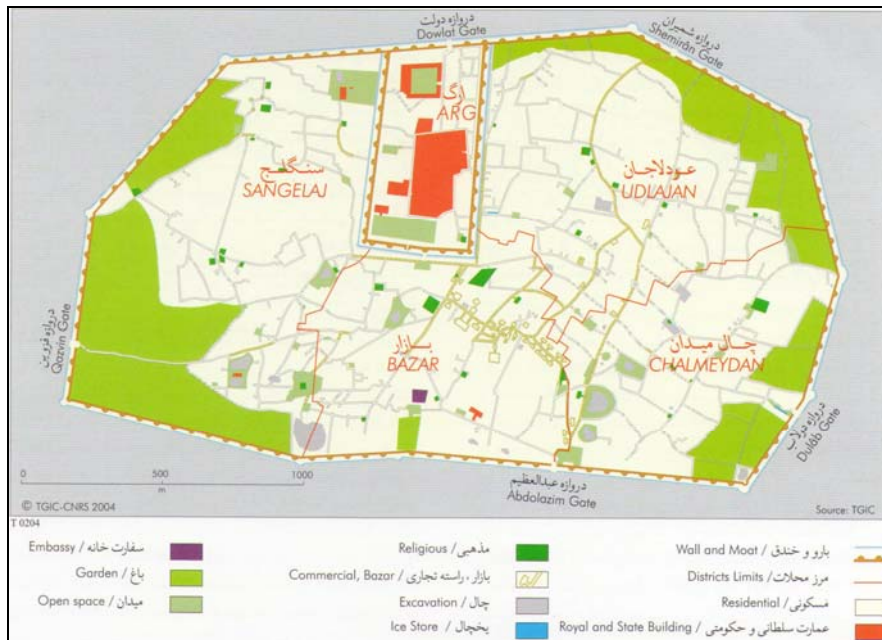 دروازه دولت
Dowlat Gate
دروازه شمیران
Shemirān Gate
ارگ
ARG
سنگلج
SANGELAJ
عودلاجان
UDLAJAN
دروازه قزوین
Qazvin Gate
بازار
BAZAR
چال میدان
CHALMEYDAN
دروازه دولاب
Dulāb Gate
0 500 1000
m
دروازه عبدالعظیم
Abdolazim Gate
© TGIC-CNRS 2004
Source: TGIC
T 0204
Embassy / سفارت خانه
Garden / باغ
Open space / میدان
Religious / مذهبی
Commercial, Bazar / بازار، راسته تجاری
Excavation / چال
Ice Store / یخچال
Wall and Moat / بارو و خندق
Districts Limits / مرز محلات
Residential / مسکونی
Royal and State Building / عمارت سلطانی و حکومتی